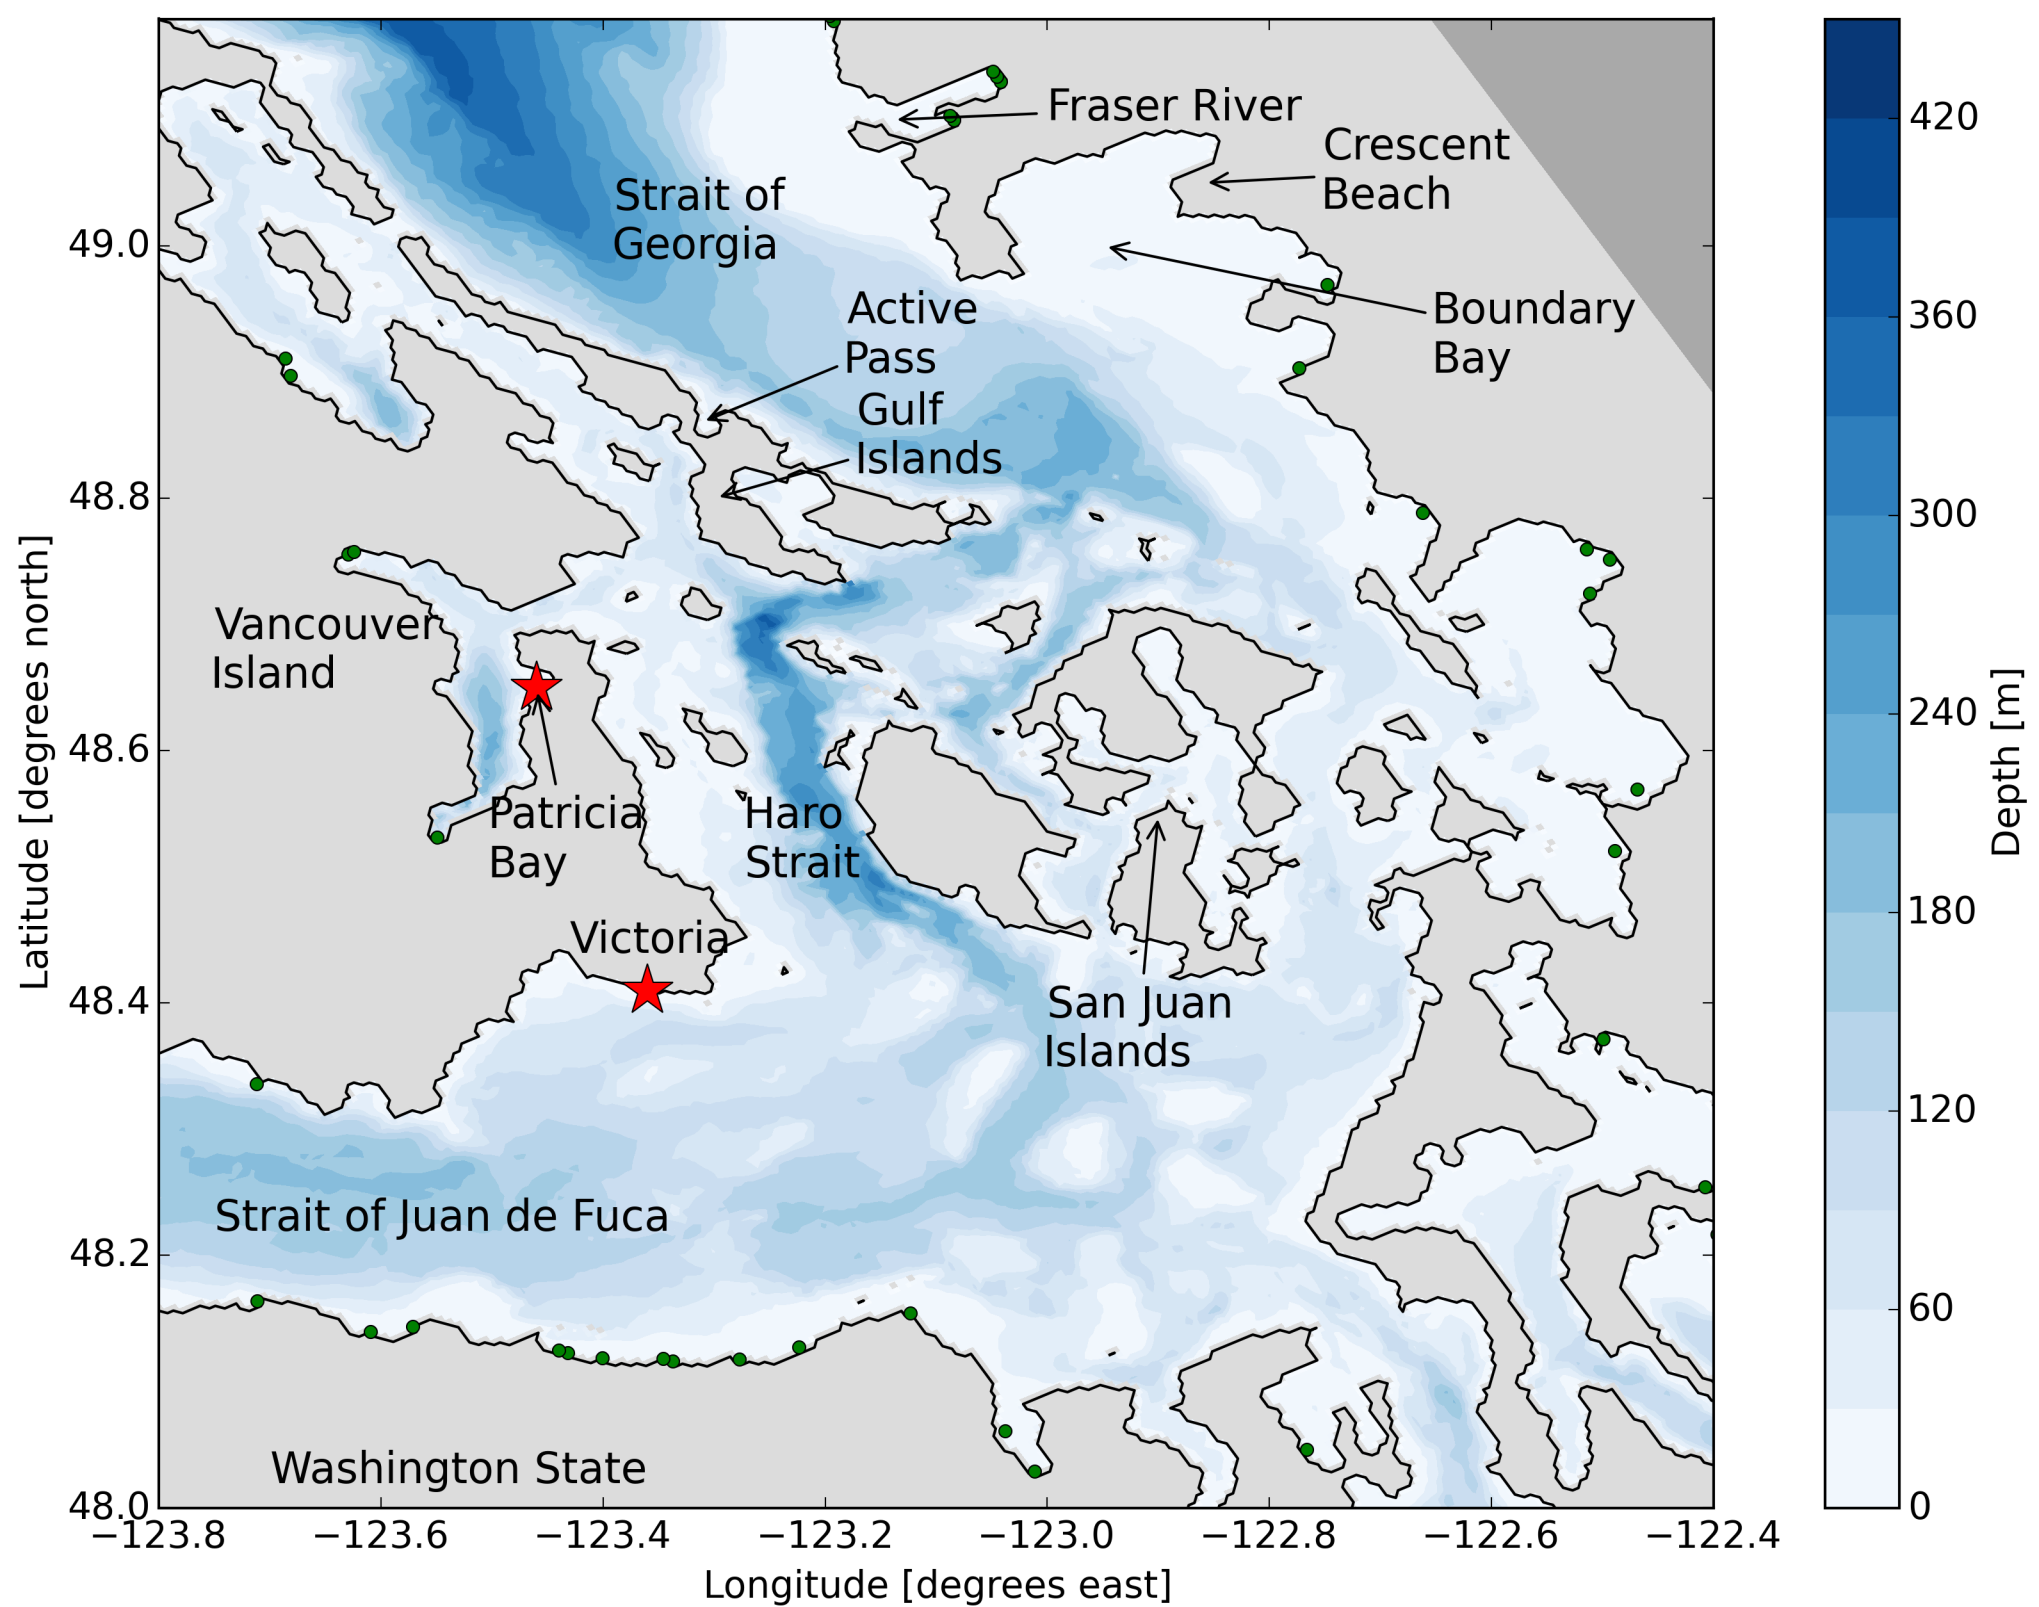 Fraser River
Crescent
Beach
Strait of
Georgia
Active
Pass
Boundary
Bay
Gulf
Islands
Vancouver
Island
Patricia
Bay
Haro
Strait
Victoria
San Juan
Islands
Strait of Juan de Fuca
Washington State
49.0
48.8
48.6
48.4
48.2
48.0
Latitude [degrees north]
−123.8
−123.6
−123.4
−123.2
−123.0
−122.8
−122.6
−122.4
Longitude [degrees east]
420
360
300
240
180
120
60
0
Depth [m]